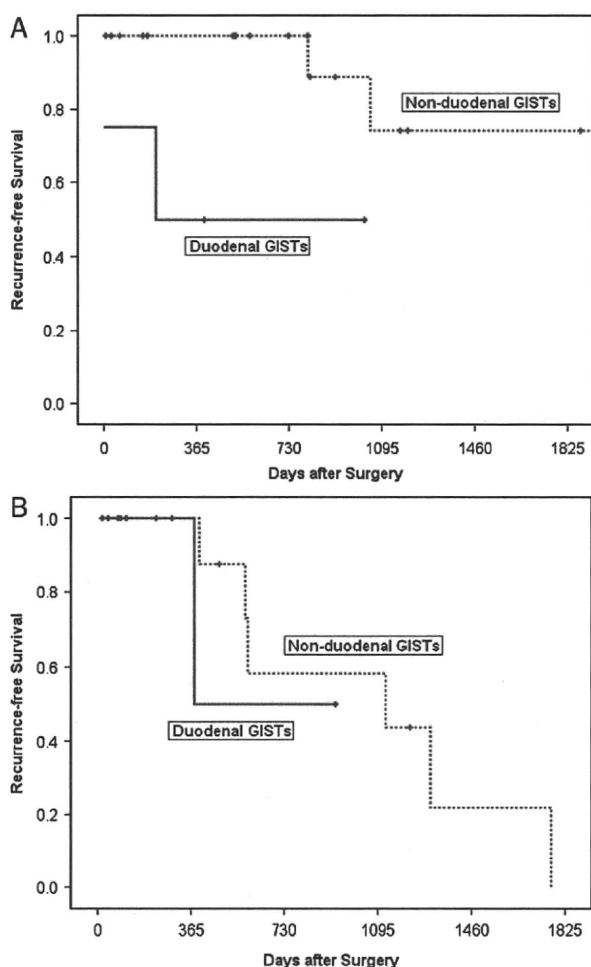 A
Recurrence-free Survival
1.0
0.8
0.6
0.4
0.2
0.0
Non-duodenal GISTs
Duodenal GISTs
0 365 730 1095 1460 1825
Days after Surgery
B
Recurrence-free Survival
1.0
0.8
0.6
0.4
0.2
0.0
Non-duodenal GISTs
Duodenal GISTs
0 365 730 1095 1460 1825
Days after Surgery